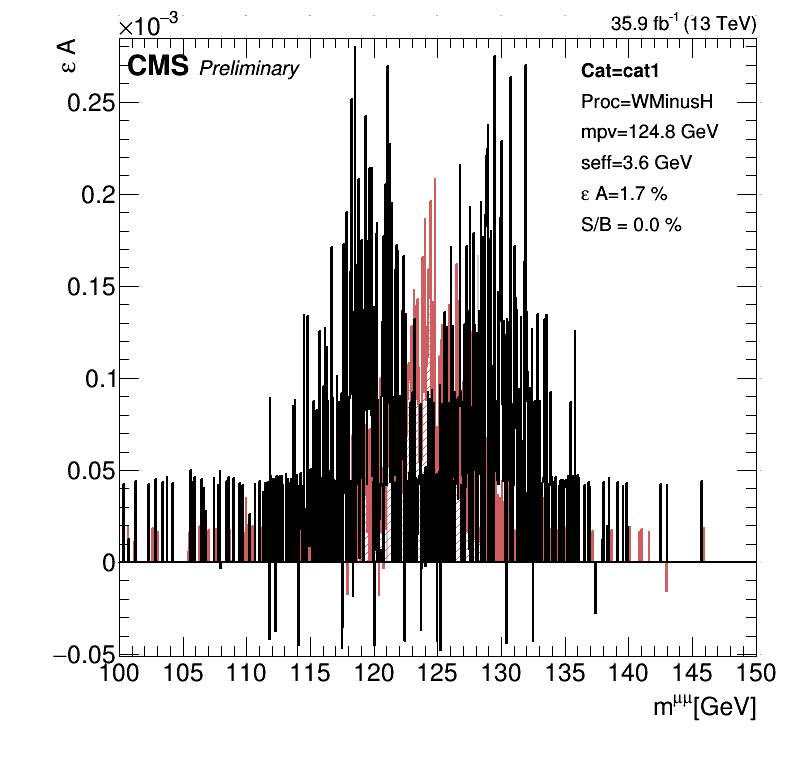 ×10⁻³
35.9 fb⁻¹ (13 TeV)
ε A
CMS Preliminary
Cat=cat1
Proc=WMinusH
mpv=124.8 GeV
seff=3.6 GeV
ε A=1.7 %
S/B = 0.0 %
0.25
0.2
0.15
0.1
0.05
0
−0.05
100 105 110 115 120 125 130 135 140 145 150
m^μμ[GeV]